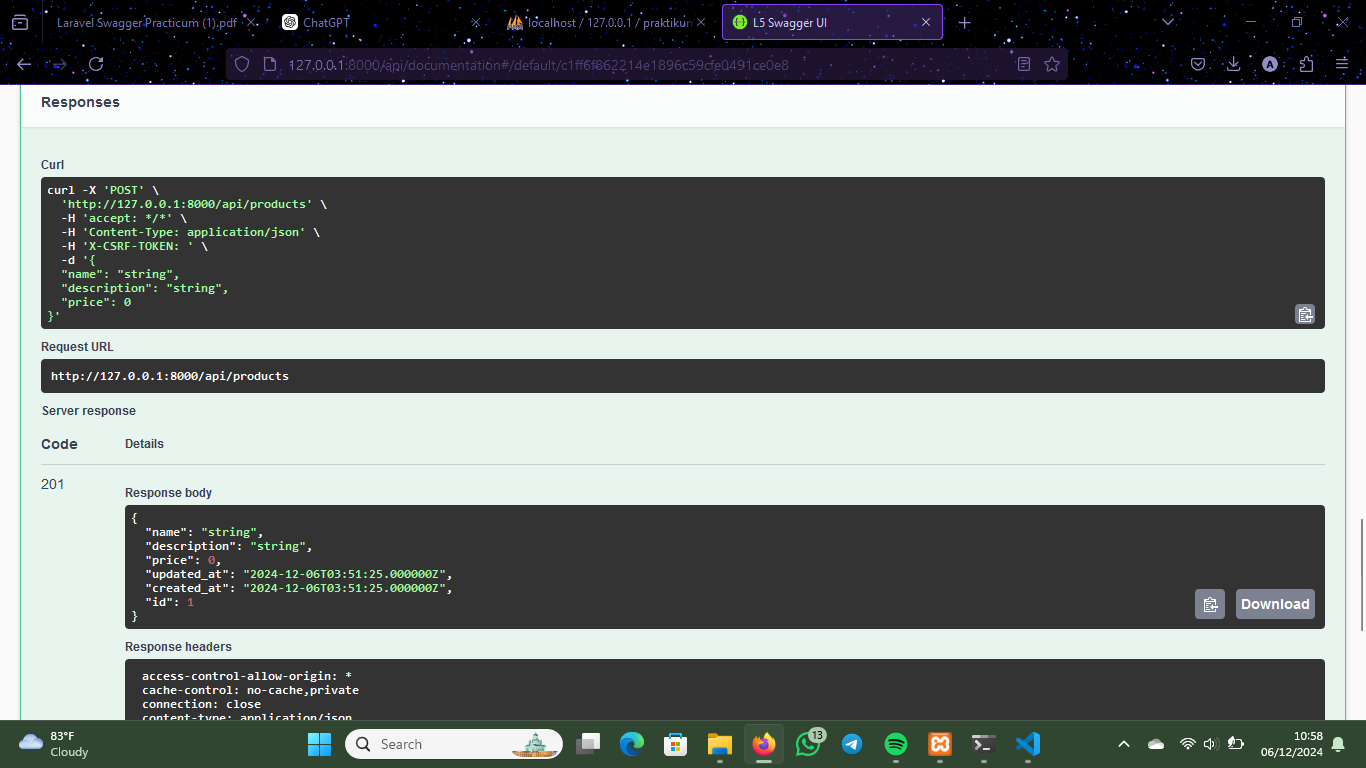 Laravel Swagger Practicum (1).pdf
ChatGPT
localhost / 127.0.0.1 / praktikun
L5 Swagger UI
127.0.0.1:8000/api/documentation#/default/c1ff6f862214e1896c59cfe0491ce0e8
Responses
Curl
curl -X 'POST' \
'http://127.0.0.1:8000/api/products' \
-H 'accept: */*' \
-H 'Content-Type: application/json' \
-H 'X-CSRF-TOKEN: ' \
-d '{
"name": "string",
"description": "string",
"price": 0
}'
Request URL
http://127.0.0.1:8000/api/products
Server response
Code Details
201
Response body
{
"name": "string",
"description": "string",
"price": 0,
"updated_at": "2024-12-06T03:51:25.000000Z",
"created_at": "2024-12-06T03:51:25.000000Z",
"id": 1
}
Download
Response headers
access-control-allow-origin: *
cache-control: no-cache,private
connection: close
content-type: application/json
83°F
Cloudy
Search
13
10:58
06/12/2024